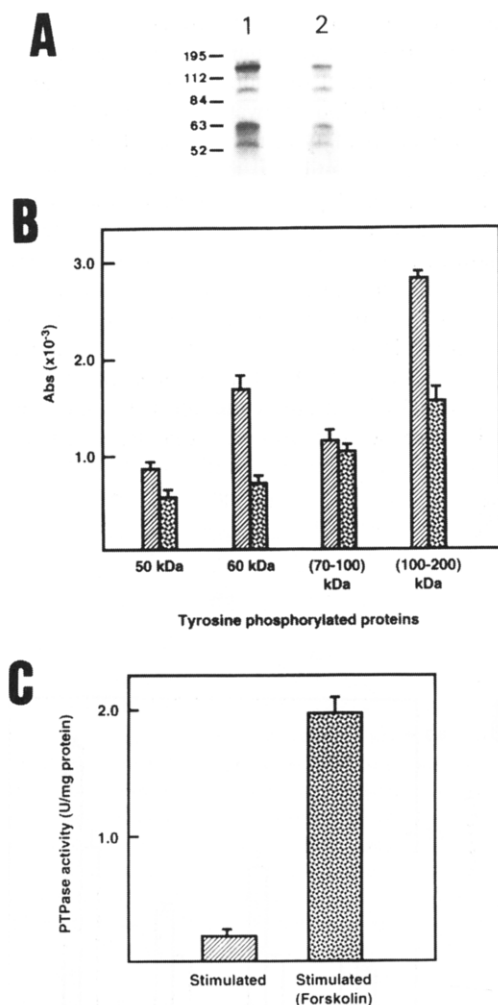 A
1 2
195
112
84
63
52
B
Abs (x10-3)
3.0
2.0
1.0
50 kDa 60 kDa (70-100) (100-200)
kDa kDa
Tyrosine phosphorylated proteins
C
PTPase activity (U/mg protein)
2.0
1.0
Stimulated Stimulated
(Forskolin)